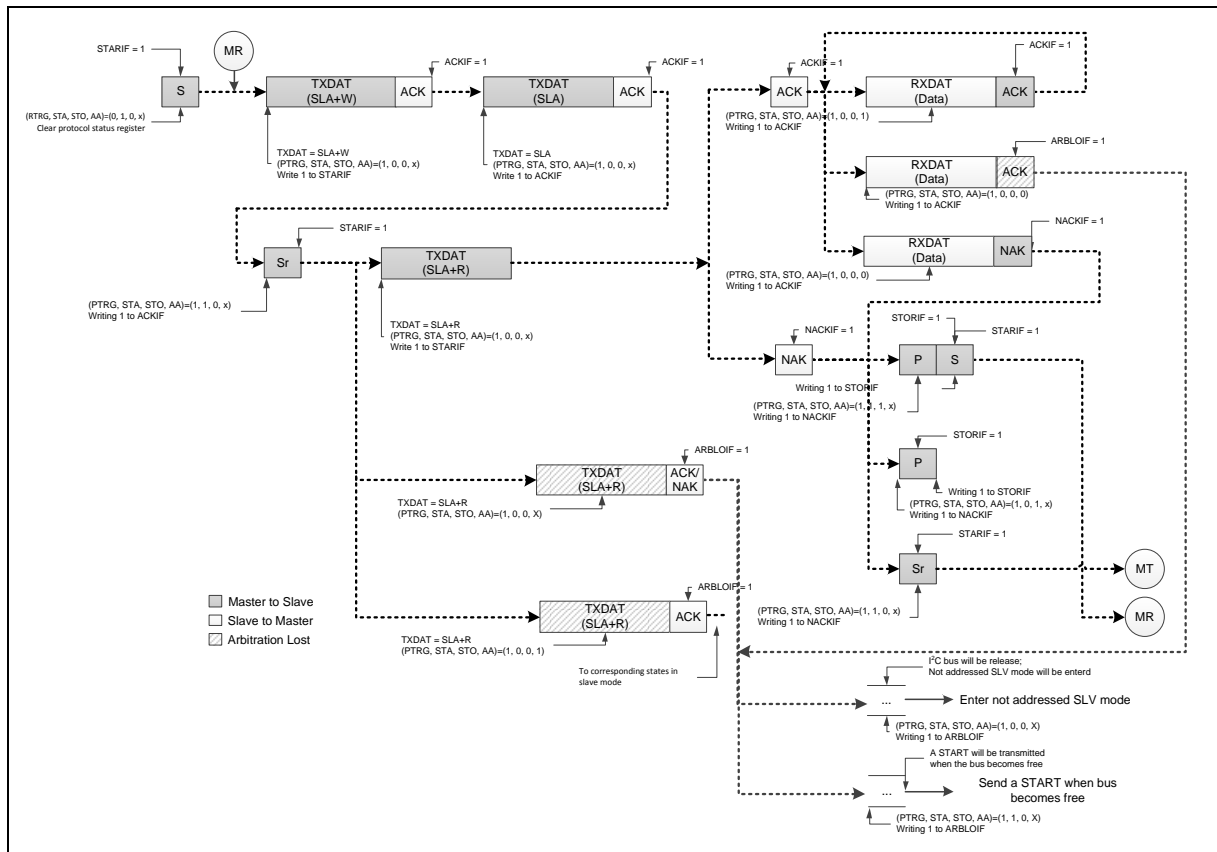 STARIF = 1
MR
S
(RTRG, STA, STO, AA)=(0, 1, 0, x)
Clear protocol status register
TXDAT
(SLA+W)
ACK
ACKIF = 1
TXDAT = SLA+W
(PTRG, STA, STO, AA)=(1, 0, 0, x)
Write 1 to STARIF
TXDAT
(SLA)
ACK
ACKIF = 1
TXDAT = SLA
(PTRG, STA, STO, AA)=(1, 0, 0, x)
Write 1 to ACKIF
ACKIF = 1
ACK
RXDAT
(Data)
ACK
ACKIF = 1
(PTRG, STA, STO, AA)=(1, 0, 0, 1)
Writing 1 to ACKIF
ARBLOIF = 1
RXDAT
(Data)
ACK
(PTRG, STA, STO, AA)=(1, 0, 0, 0)
Writing 1 to ACKIF
NACKIF = 1
RXDAT
(Data)
NAK
(PTRG, STA, STO, AA)=(1, 0, 0, 0)
Writing 1 to ACKIF
STARIF = 1
Sr
(PTRG, STA, STO, AA)=(1, 1, 0, x)
Writing 1 to ACKIF
TXDAT
(SLA+R)
TXDAT = SLA+R
(PTRG, STA, STO, AA)=(1, 0, 0, x)
Write 1 to STARIF
NACKIF = 1
NAK
STORIF = 1
STARIF = 1
P
S
Writing 1 to STORIF
(PTRG, STA, STO, AA)=(1, 1, 1, x)
Writing 1 to NACKIF
STORIF = 1
P
Writing 1 to STORIF
(PTRG, STA, STO, AA)=(1, 0, 1, x)
Writing 1 to NACKIF
STARIF = 1
Sr
(PTRG, STA, STO, AA)=(1, 1, 0, x)
Writing 1 to NACKIF
MT
MR
ARBLOIF = 1
TXDAT
(SLA+R)
ACK/
NAK
TXDAT = SLA+R
(PTRG, STA, STO, AA)=(1, 0, 0, X)
ARBLOIF = 1
TXDAT
(SLA+R)
ACK
TXDAT = SLA+R
(PTRG, STA, STO, AA)=(1, 0, 0, 1)
To corresponding states in
slave mode
Master to Slave
Slave to Master
Arbitration Lost
I²C bus will be release;
Not addressed SLV mode will be enterd
...
Enter not addressed SLV mode
(PTRG, STA, STO, AA)=(1, 0, 0, X)
Writing 1 to ARBLOIF
A START will be transmitted
when the bus becomes free
...
Send a START when bus
becomes free
(PTRG, STA, STO, AA)=(1, 1, 0, X)
Writing 1 to ARBLOIF